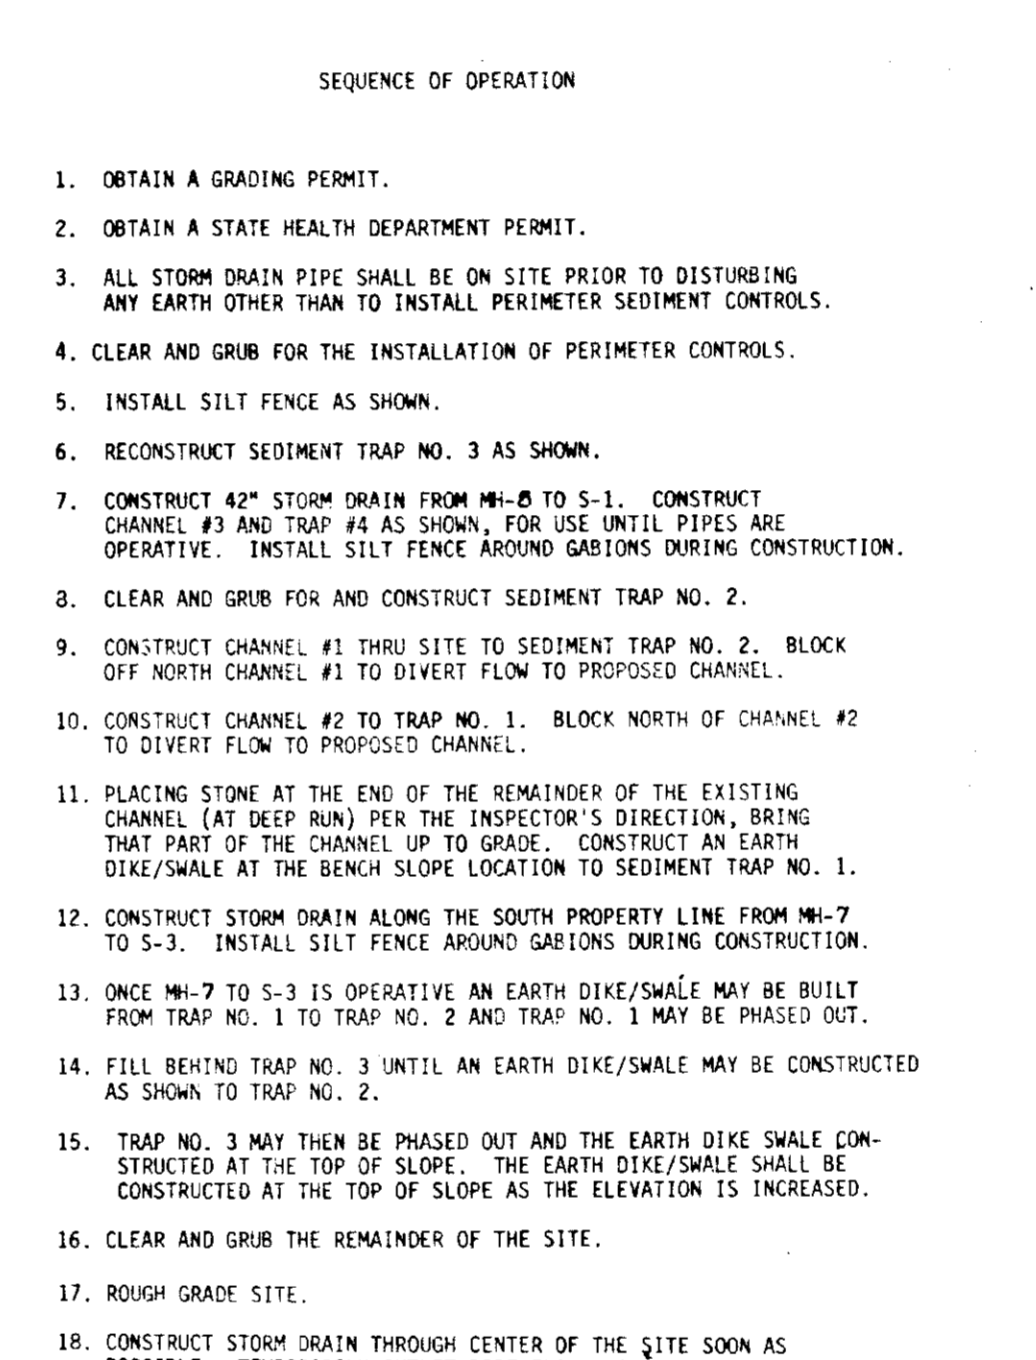 SEQUENCE OF OPERATION
1. OBTAIN A GRADING PERMIT.
2. OBTAIN A STATE HEALTH DEPARTMENT PERMIT.
3. ALL STORM DRAIN PIPE SHALL BE ON SITE PRIOR TO DISTURBING
ANY EARTH OTHER THAN TO INSTALL PERIMETER SEDIMENT CONTROLS.
4. CLEAR AND GRUB FOR THE INSTALLATION OF PERIMETER CONTROLS.
5. INSTALL SILT FENCE AS SHOWN.
6. RECONSTRUCT SEDIMENT TRAP NO. 3 AS SHOWN.
7. CONSTRUCT 42" STORM DRAIN FROM TO S-1. CONSTRUCT
CHANNEL #3 AND TRAP #4 AS SHOWN, FOR USE UNTIL PIPES ARE
OPERATIVE. INSTALL SILT FENCE AROUND GABIONS DURING CONSTRUCTION.
8. CLEAR AND GRUB FOR AND CONSTRUCT SEDIMENT TRAP NO. 2.
9. CONSTRUCT CHANNEL #1 THRU SITE TO SEDIMENT TRAP NO. 2. BLOCK
OFF NORTH CHANNEL #1 TO DIVERT FLOW TO PROPOSED CHANNEL.
10. CONSTRUCT CHANNEL #2 TO TRAP NO. 1. BLOCK NORTH OF CHANNEL #2
TO DIVERT FLOW TO PROPOSED CHANNEL.
11. PLACING STONE AT THE END OF THE REMAINDER OF THE EXISTING
CHANNEL (AT DEEP RUN) PER THE INSPECTOR'S DIRECTION, BRING
THAT PART OF THE CHANNEL UP TO GRADE. CONSTRUCT AN EARTH
DIKE/SWALE AT THE BENCH SLOPE LOCATION TO SEDIMENT TRAP NO. 1.
12. CONSTRUCT STORM DRAIN ALONG THE SOUTH PROPERTY LINE FROM MH-7
TO S-3. INSTALL SILT FENCE AROUND GABIONS DURING CONSTRUCTION.
13. ONCE MH-7 TO S-3 IS OPERATIVE AN EARTH DIKE/SWALE MAY BE BUILT
FROM TRAP NO. 1 TO TRAP NO. 2 AND TRAP NO. 1 MAY BE PHASED OUT.
14. FILL BEHIND TRAP NO. 3 UNTIL AN EARTH DIKE/SWALE MAY BE CONSTRUCTED
AS SHOWN TO TRAP NO. 2.
15. TRAP NO. 3 MAY THEN BE PHASED OUT AND THE EARTH DIKE SWALE CON-
STRUCTED AT THE TOP OF SLOPE. THE EARTH DIKE/SWALE SHALL BE
CONSTRUCTED AT THE TOP OF SLOPE AS THE ELEVATION IS INCREASED.
16. CLEAR AND GRUB THE REMAINDER OF THE SITE.
17. ROUGH GRADE SITE.
18. CONSTRUCT STORM DRAIN THROUGH CENTER OF THE SITE SOON AS